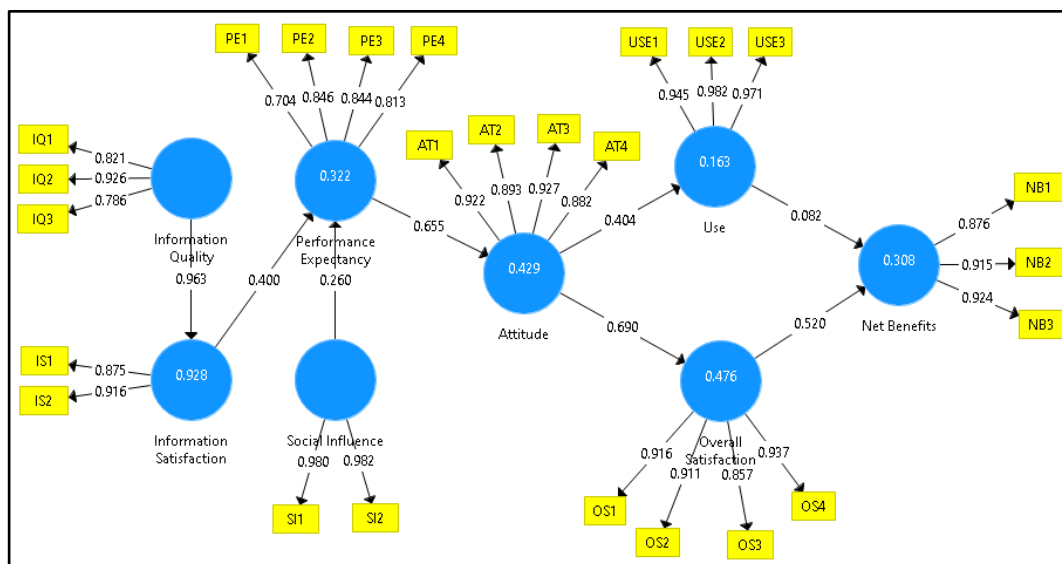 PE1
PE2
PE3
PE4
USE1
USE2
USE3
0.704
0.846
0.844
0.813
0.945
0.982
0.971
IQ1
IQ2
IQ3
0.821
0.926
0.786
AT1
AT2
AT3
AT4
0.922
0.893
0.927
0.882
0.322
0.163
Information
Quality
Performance
Expectancy
Use
0.655
0.404
0.082
0.963
0.400
0.260
0.429
Attitude
0.690
0.308
Net Benefits
0.520
NB1
NB2
NB3
0.876
0.915
0.924
IS1
IS2
0.875
0.916
0.928
Information
Satisfaction
Social Influence
0.980
0.982
SI1
SI2
0.476
Overall
Satisfaction
0.916
0.911
0.857
0.937
OS1
OS2
OS3
OS4